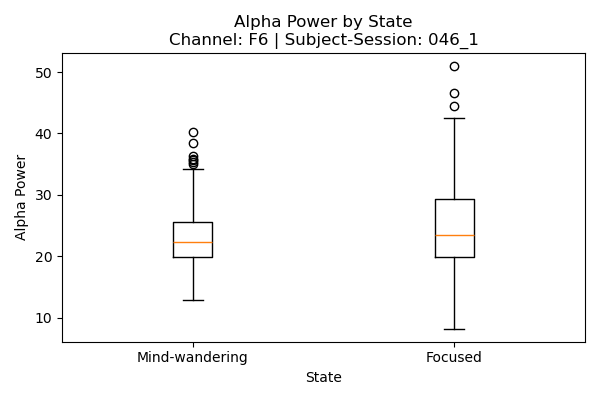 Alpha Power by State
Channel: F6 | Subject-Session: 046_1
Alpha Power
50
40
30
20
10
Mind-wandering
Focused
State